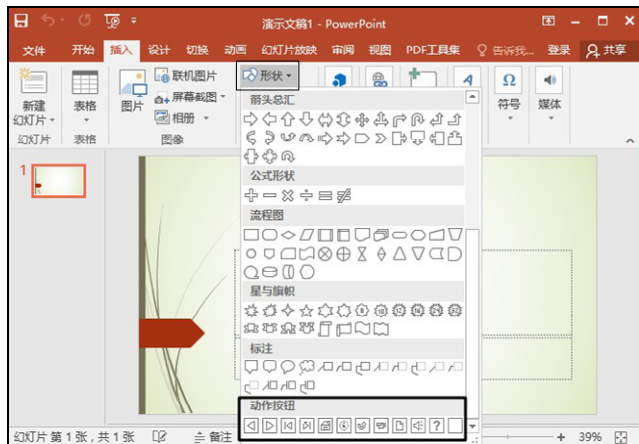 演示文稿1 - PowerPoint
文件 开始 插入 设计 切换 动画 幻灯片放映 审阅 视图 PDF工具集 告诉我... 登录 共享
新建
幻灯片
表格
图片
联机图片
屏幕截图
相册
形状
符号
媒体
幻灯片 表格 图像
箭头总汇
公式形状
流程图
星与旗帜
标注
动作按钮
1
幻灯片 第 1 张，共 1 张 备注 39%